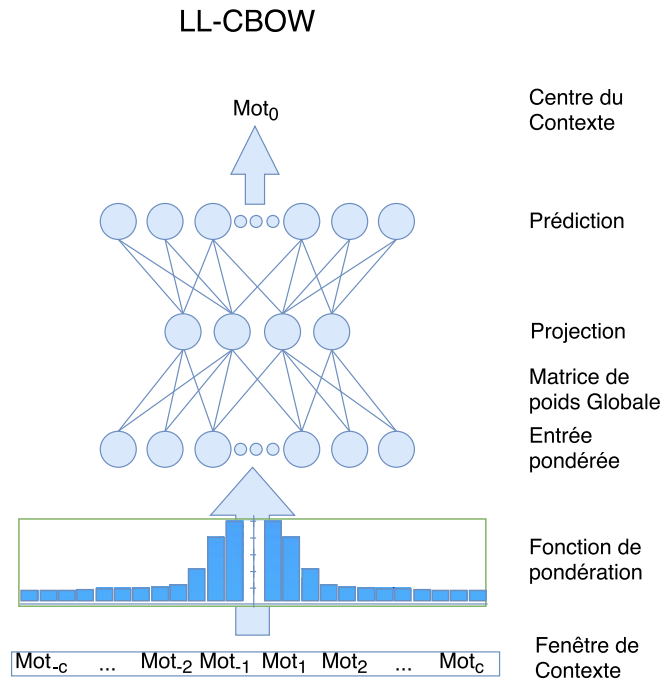 LL-CBOW
Centre du
Contexte
Mot0
Prédiction
Projection
Matrice de
poids Globale
Entrée
pondérée
Fonction de
pondération
Fenêtre de
Contexte
Mot-c ... Mot-2 Mot-1 Mot1 Mot2 ... Motc